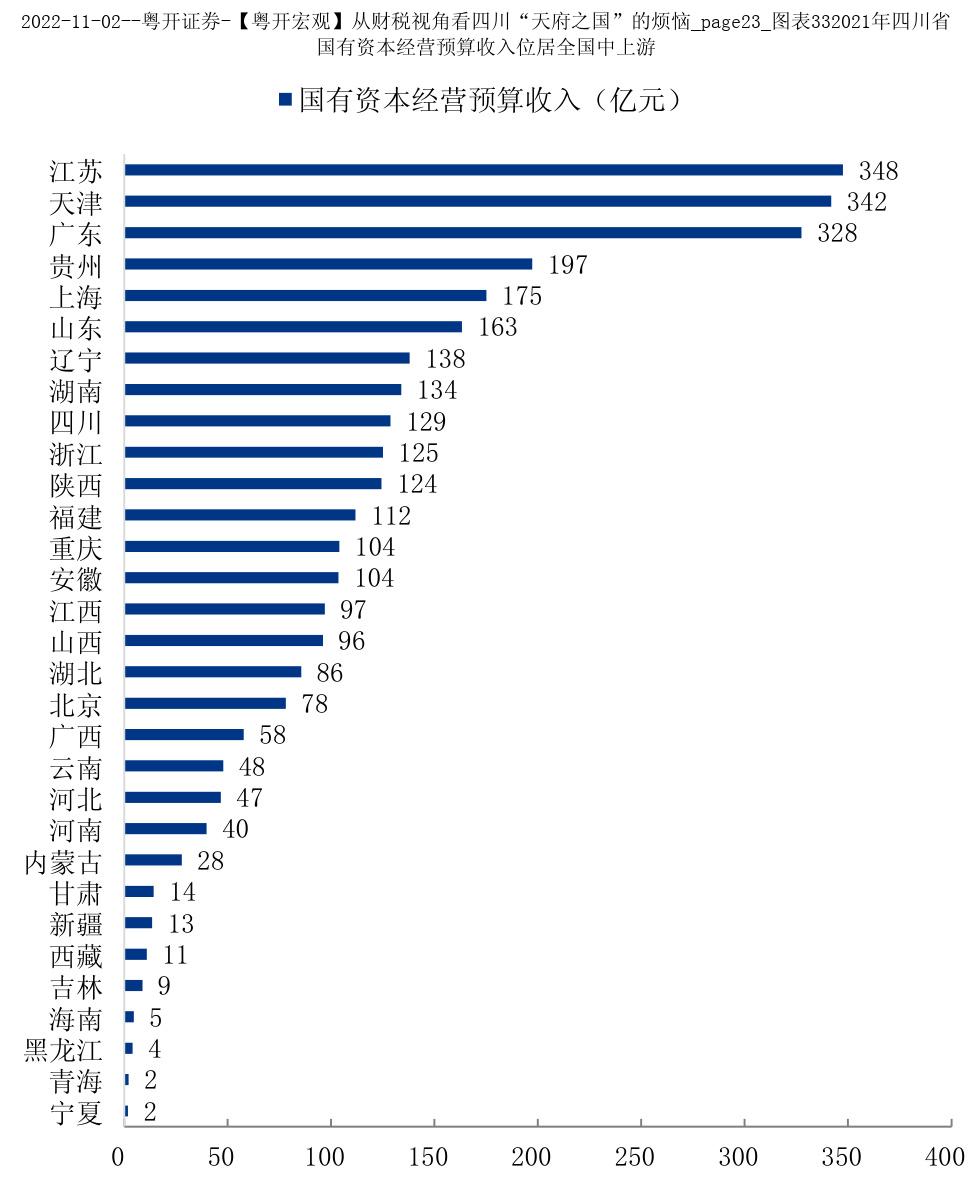 2022-11-02--粤开证券-【粤开宏观】从财税视角看四川“天府之国”的烦恼_page23_图表332021年四川省
国有资本经营预算收入位居全国中上游
国有资本经营预算收入（亿元）
江苏 348
天津 342
广东 328
贵州 197
上海 175
山东 163
辽宁 138
湖南 134
四川 129
浙江 125
陕西 124
福建 112
重庆 104
安徽 104
江西 97
山西 96
湖北 86
北京 78
广西 58
云南 48
河北 47
河南 40
内蒙古 28
甘肃 14
新疆 13
西藏 11
吉林 9
海南 5
黑龙江 4
青海 2
宁夏 2
0 50 100 150 200 250 300 350 400